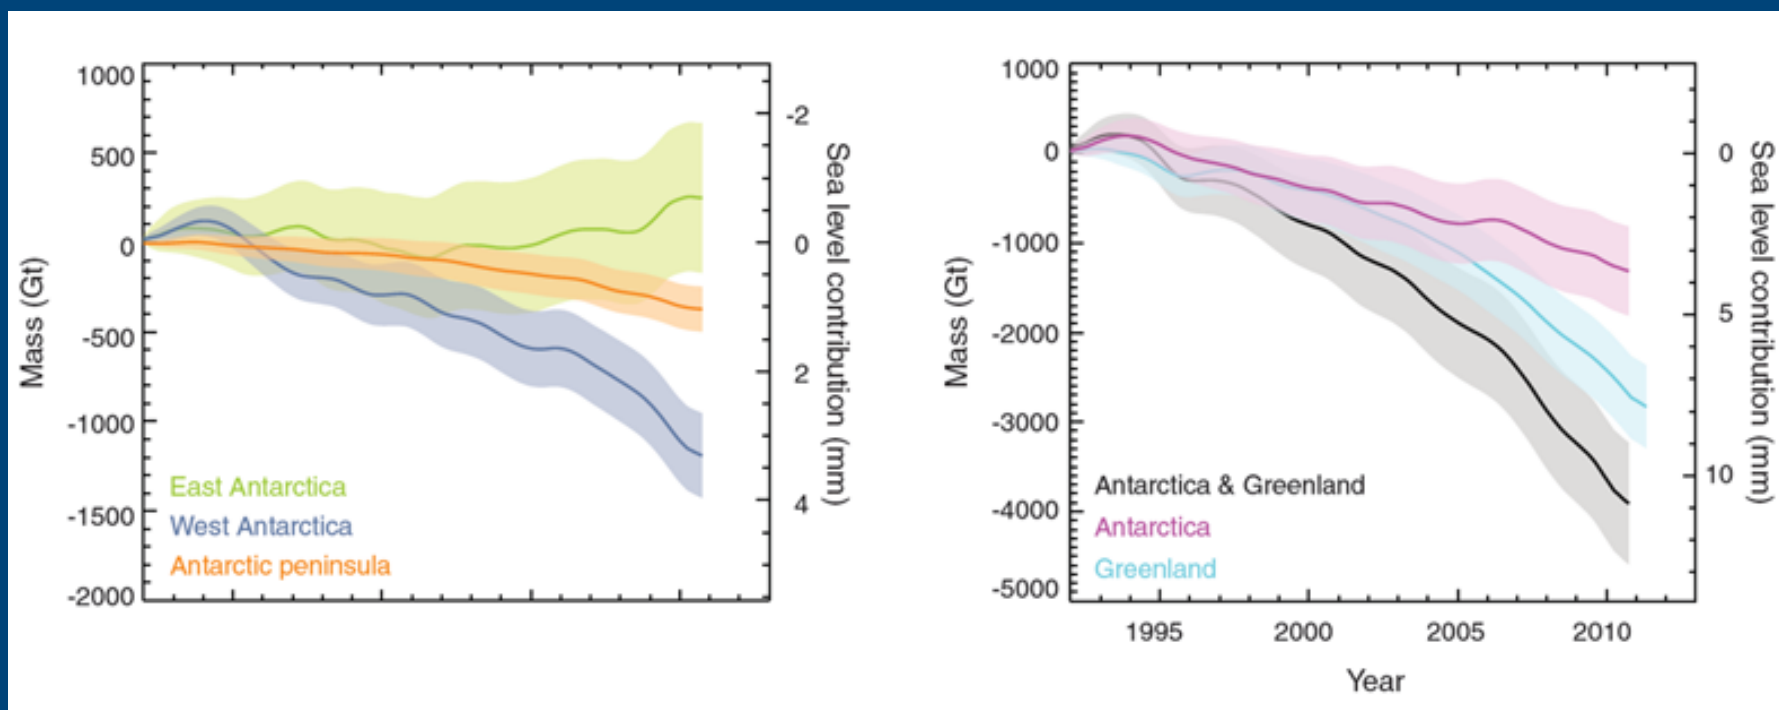 1000
500
0
-500
-1000
-1500
-2000
Mass (Gt)
East Antarctica
West Antarctica
Antarctic peninsula
-2
0
2
4
Sea level contribution (mm)
1000
0
-1000
-2000
-3000
-4000
-5000
Mass (Gt)
Antarctica & Greenland
Antarctica
Greenland
0
5
10
Sea level contribution (mm)
1995 2000 2005 2010
Year